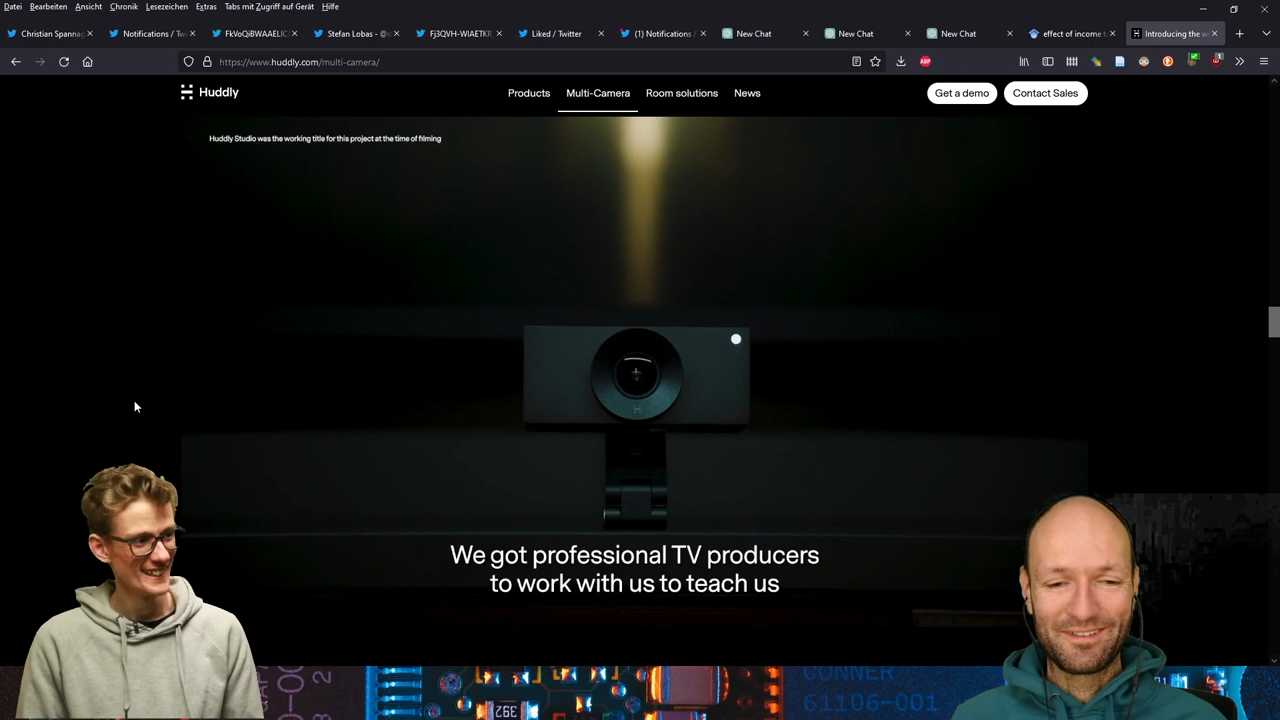 Datei Bearbeiten Ansicht Chronik Lesezeichen Extras Tabs mit Zugriff auf Gerät Hilfe
Christian Spannag
Notifications / Twi
FkVoQiBWAAELIC
Stefan Lobas - @s
Fj3QVH-WIAETKR
Liked / Twitter
(1) Notifications /
New Chat
New Chat
New Chat
effect of income t
Introducing the w
https://www.huddly.com/multi-camera/
ABP
Huddly
Products
Multi-Camera
Room solutions
News
Get a demo
Contact Sales
Huddly Studio was the working title for this project at the time of filming
We got professional TV producers
to work with us to teach us
392
CONNER
61106-001